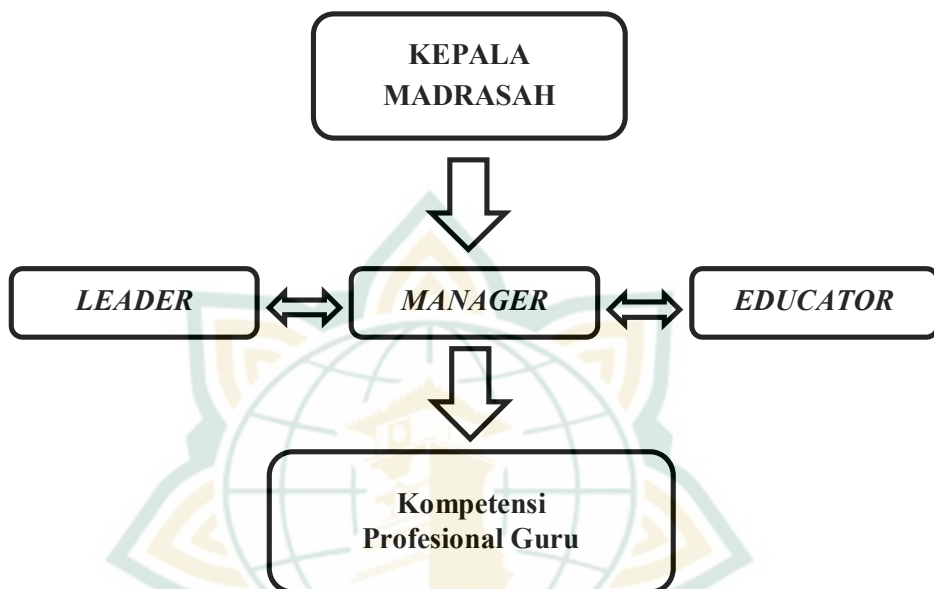 KEPALA
MADRASAH
LEADER
MANAGER
EDUCATOR
Kompetensi
Profesional Guru